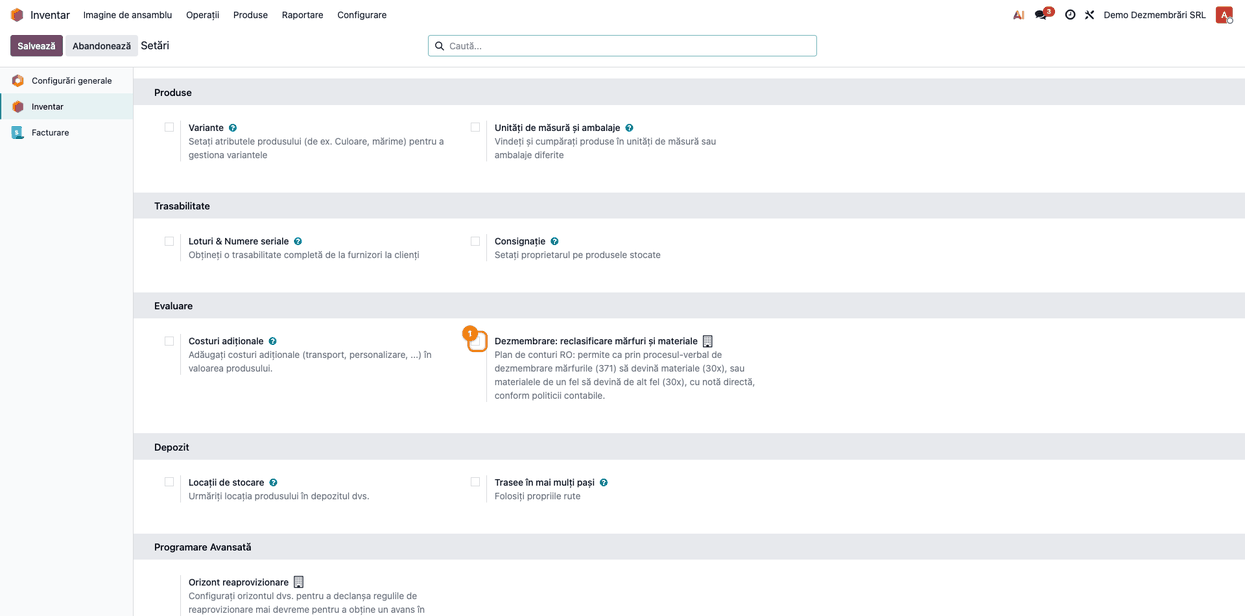 Inventar Imagine de ansamblu Operații Produse Raportare Configurare AI 3 Demo Dezmembrări SRL A
Salvează Abandonează Setări Caută...
Configurări generale
Inventar
Facturare
Produse
Variante ?
Setați atributele produsului (de ex. Culoare, mărime) pentru a
gestiona variantele
Unități de măsură și ambalaje ?
Vindeți și cumpărați produse în unități de măsură sau
ambalaje diferite
Trasabilitate
Loturi & Numere seriale ?
Obțineți o trasabilitate completă de la furnizori la clienți
Consignație ?
Setați proprietarul pe produsele stocate
Evaluare
Costuri adiționale ?
Adăugați costuri adiționale (transport, personalizare, ...) în
valoarea produsului.
1
Dezmembrare: reclasificare mărfuri și materiale
Plan de conturi RO: permite ca prin procesul-verbal de
dezmembrare mărfurile (371) să devină materiale (30x), sau
materialele de un fel să devină de alt fel (30x), cu notă directă,
conform politicii contabile.
Depozit
Locații de stocare ?
Urmăriți locația produsului în depozitul dvs.
Trasee în mai mulți pași ?
Folosiți propriile rute
Programare Avansată
Orizont reaprovizionare
Configurați orizontul dvs. pentru a declanșa regulile de
reaprovizionare mai devreme pentru a obține un avans în